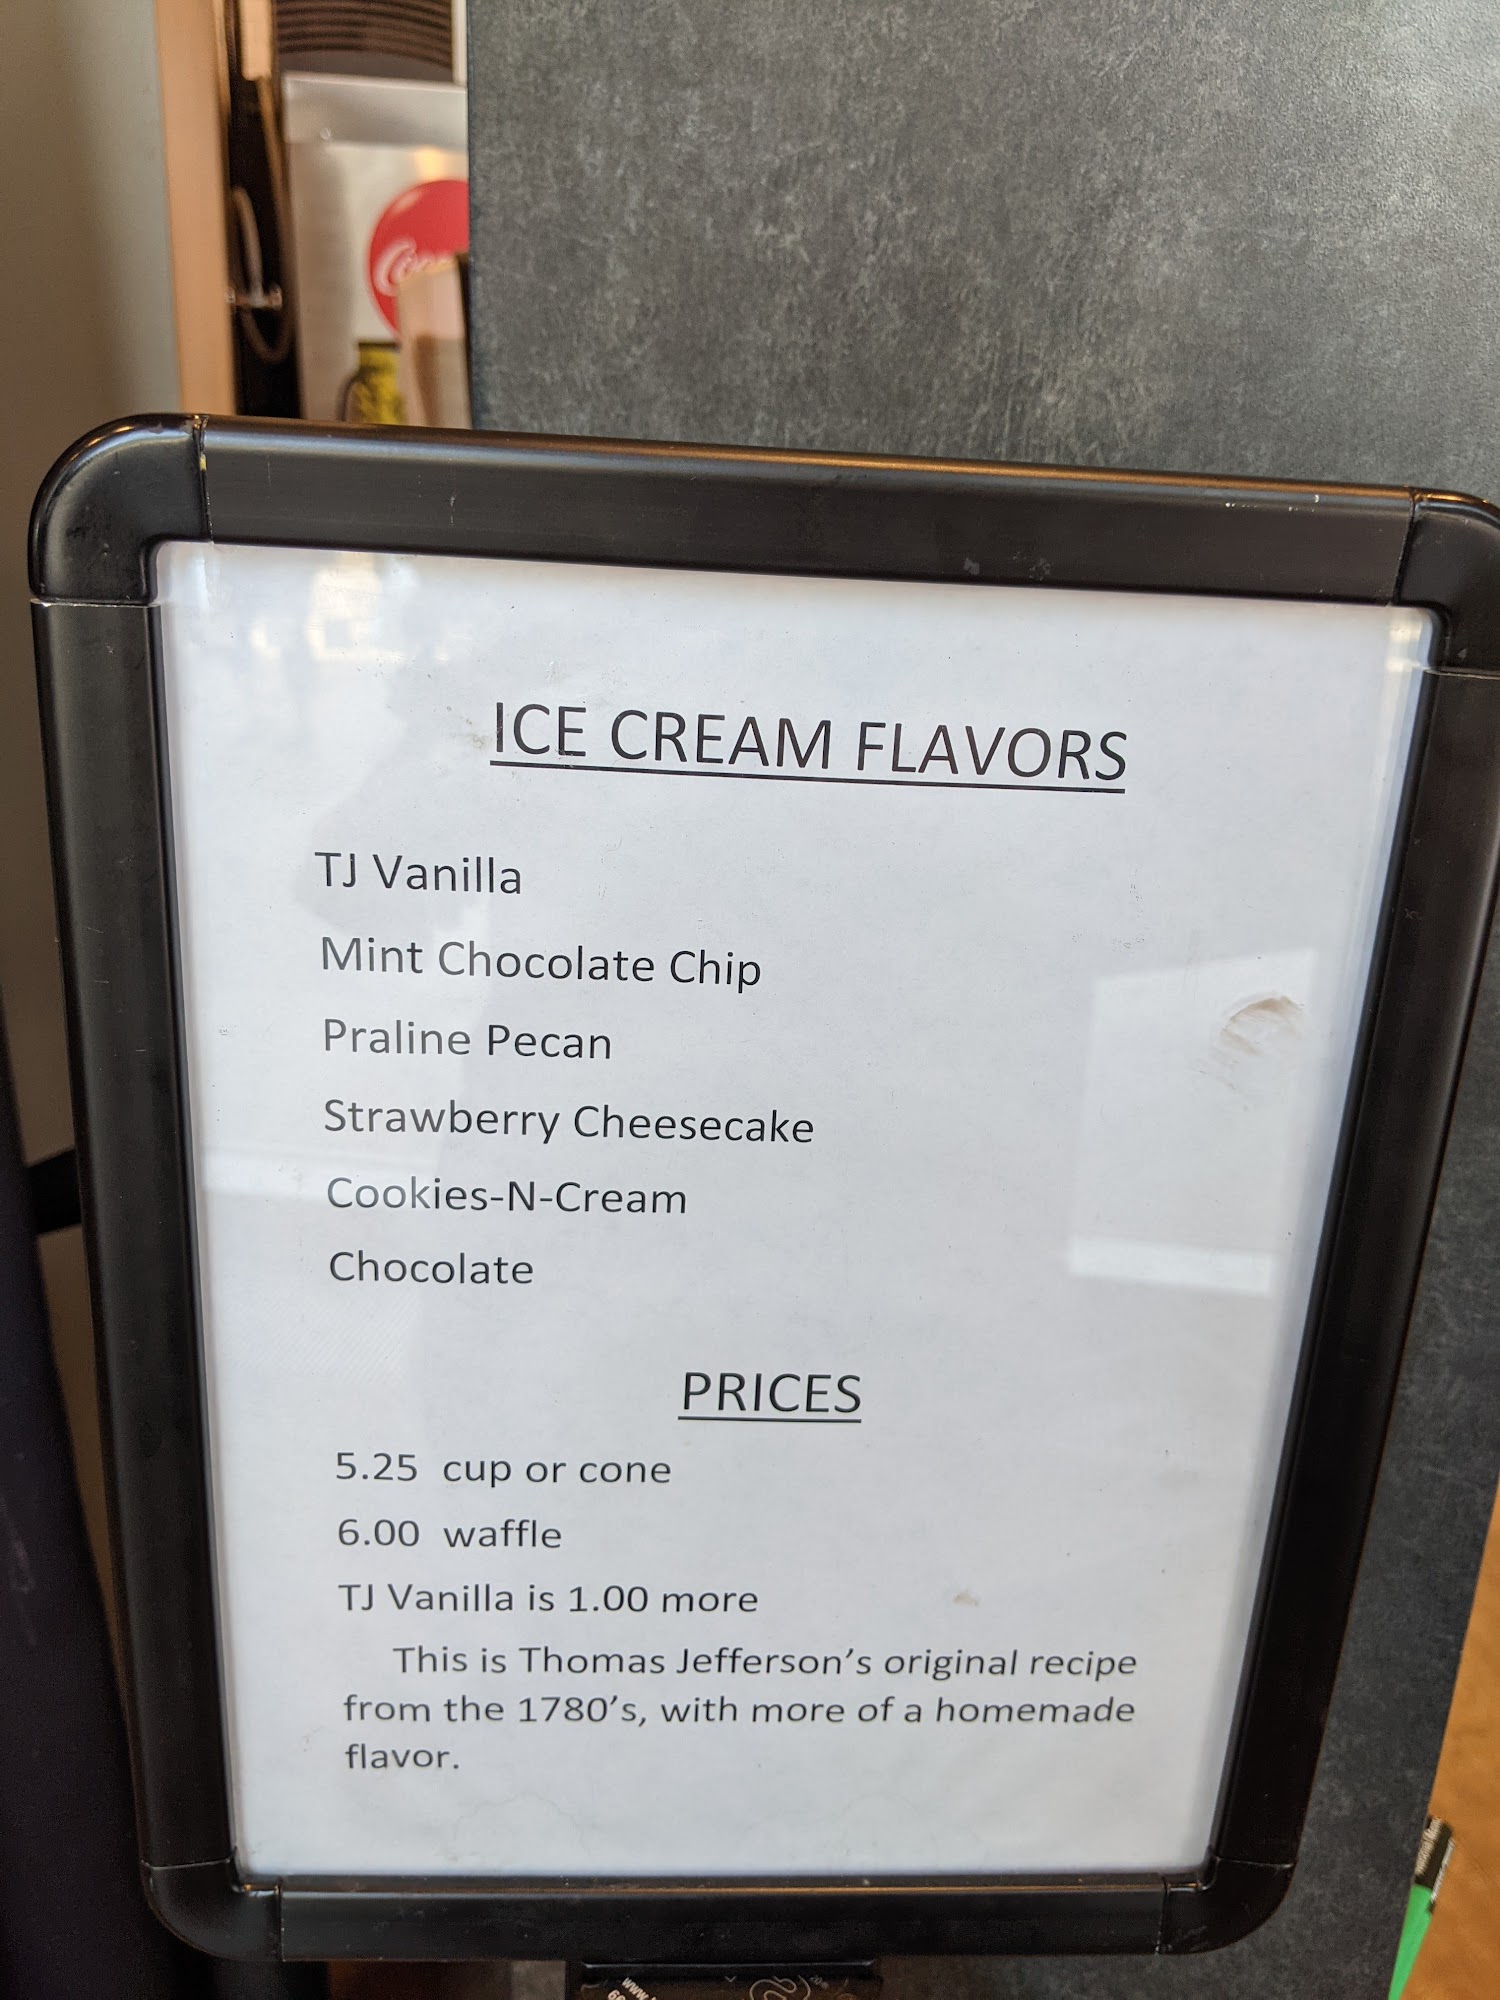 ICE CREAM FLAVORS
TJ Vanilla
Mint Chocolate Chip
Praline Pecan
Strawberry Cheesecake
Cookies-N-Cream
Chocolate
PRICES
5.25 cup or cone
6.00 waffle
TJ Vanilla is 1.00 more
This is Thomas Jefferson's original recipe
from the 1780's, with more of a homemade
flavor.